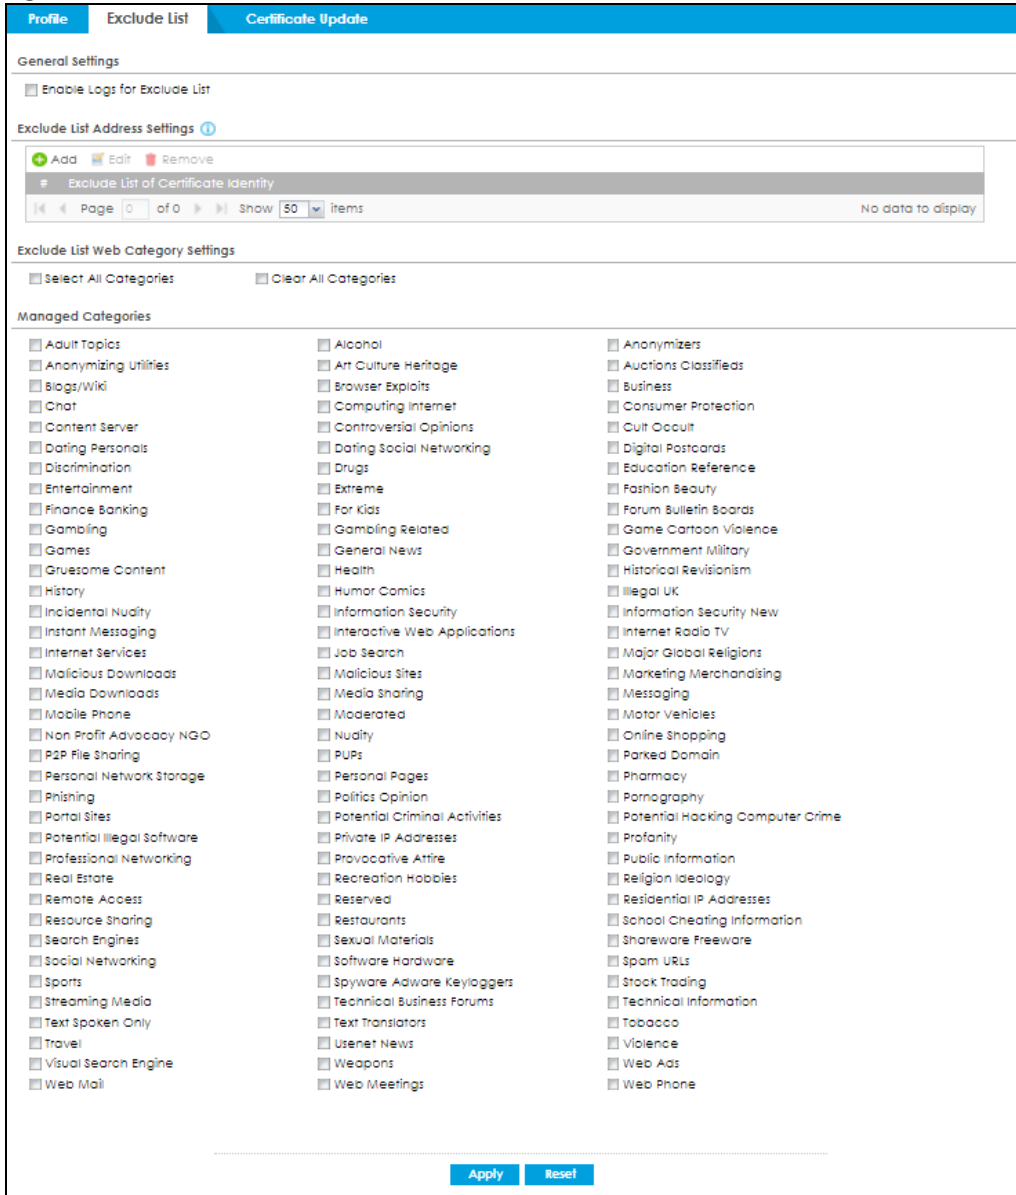 Profile Exclude List Certificate Update
General Settings
Enable Logs for Exclude List
Exclude List Address Settings
Add Edit Remove
# Exclude List of Certificate Identity
Page 0 of 0 Show 50 items No data to display
Exclude List Web Category Settings
Select All Categories Clear All Categories
Managed Categories
Adult Topics Alcohol Anonymizers
Anonymizing Utilities Art Culture Heritage Auctions Classifieds
Blogs/Wiki Browser Exploits Business
Chat Computing Internet Consumer Protection
Content Server Controversial Opinions Cult Occult
Dating Personals Dating Social Networking Digital Postcards
Discrimination Drugs Education Reference
Entertainment Extreme Fashion Beauty
Finance Banking For Kids Forum Bulletin Boards
Gambling Gambling Related Game Cartoon Violence
Games General News Government Military
Gruesome Content Health Historical Revisionism
History Humor Comics Illegal UK
Incidental Nudity Information Security Information Security New
Instant Messaging Interactive Web Applications Internet Radio TV
Internet Services Job Search Major Global Religions
Malicious Downloads Malicious Sites Marketing Merchandising
Media Downloads Media Sharing Messaging
Mobile Phone Moderated Motor Vehicles
Non Profit Advocacy NGO Nudity Online Shopping
P2P File Sharing PUPs Parked Domain
Personal Network Storage Personal Pages Pharmacy
Phishing Politics Opinion Pornography
Portal Sites Potential Criminal Activities Potential Hacking Computer Crime
Potential Illegal Software Private IP Addresses Profanity
Professional Networking Provocative Attire Public Information
Real Estate Recreation Hobbies Religion Ideology
Remote Access Reserved Residential IP Addresses
Resource Sharing Restaurants School Cheating Information
Search Engines Sexual Materials Shareware Freeware
Social Networking Software Hardware Spam URLs
Sports Spyware Adware Keyloggers Stock Trading
Streaming Media Technical Business Forums Technical Information
Text Spoken Only Text Translators Tobacco
Travel Usenet News Violence
Visual Search Engine Weapons Web Ads
Web Mail Web Meetings Web Phone
Apply Reset